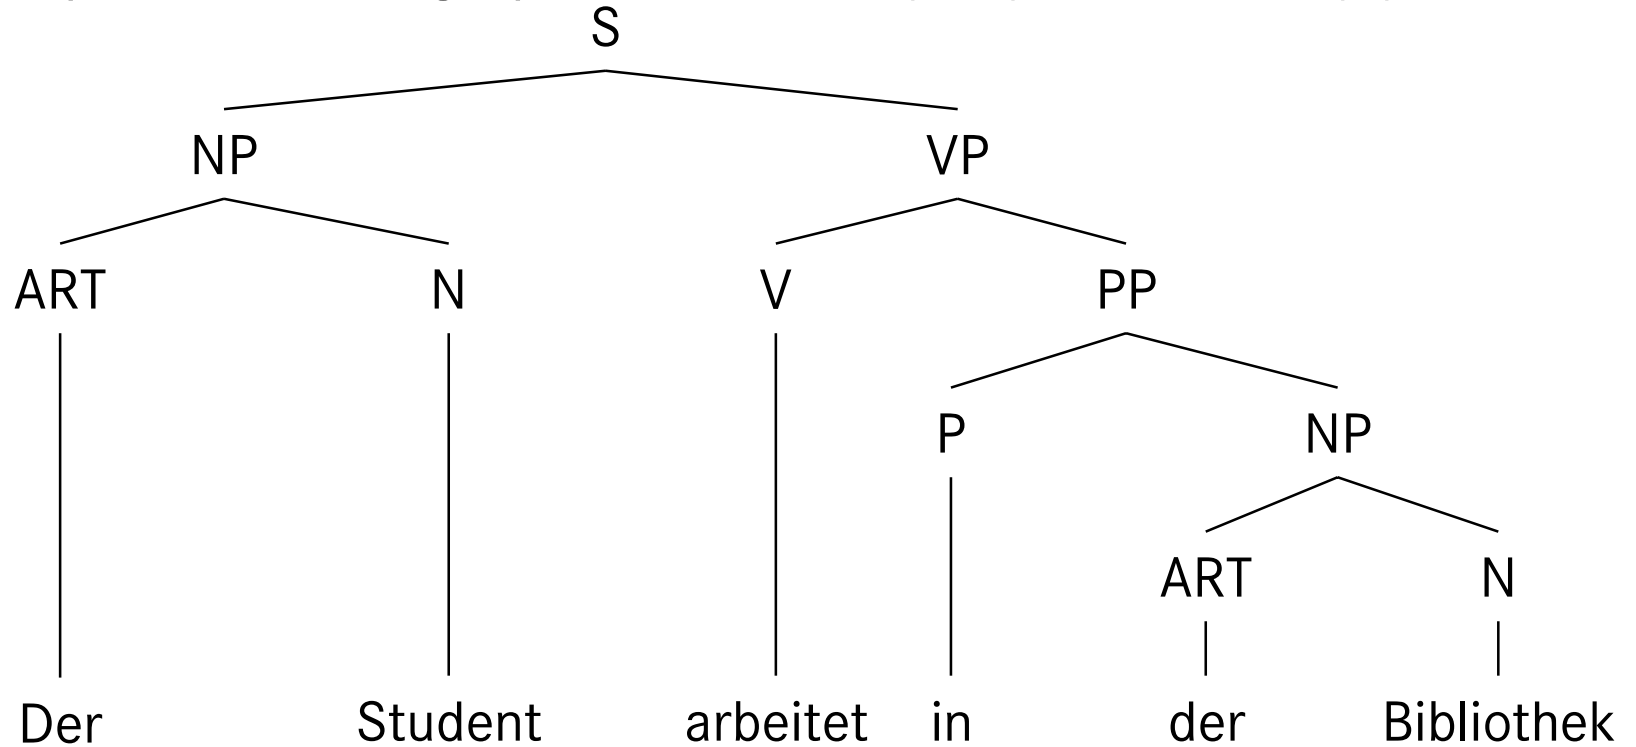 S
NP VP
ART N V PP
P NP
ART N
Der Student arbeitet in der Bibliothek